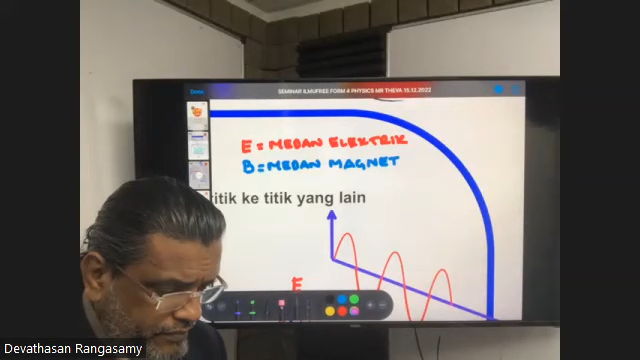 Done
SEMINAR ILMUFREE FORM 4 PHYSICS MR THEVA 15.12.2022
E = MEDAN ELEKTRIK
B = MEDAN MAGNET
titik ke titik yang lain
E
Devathasan Rangasamy